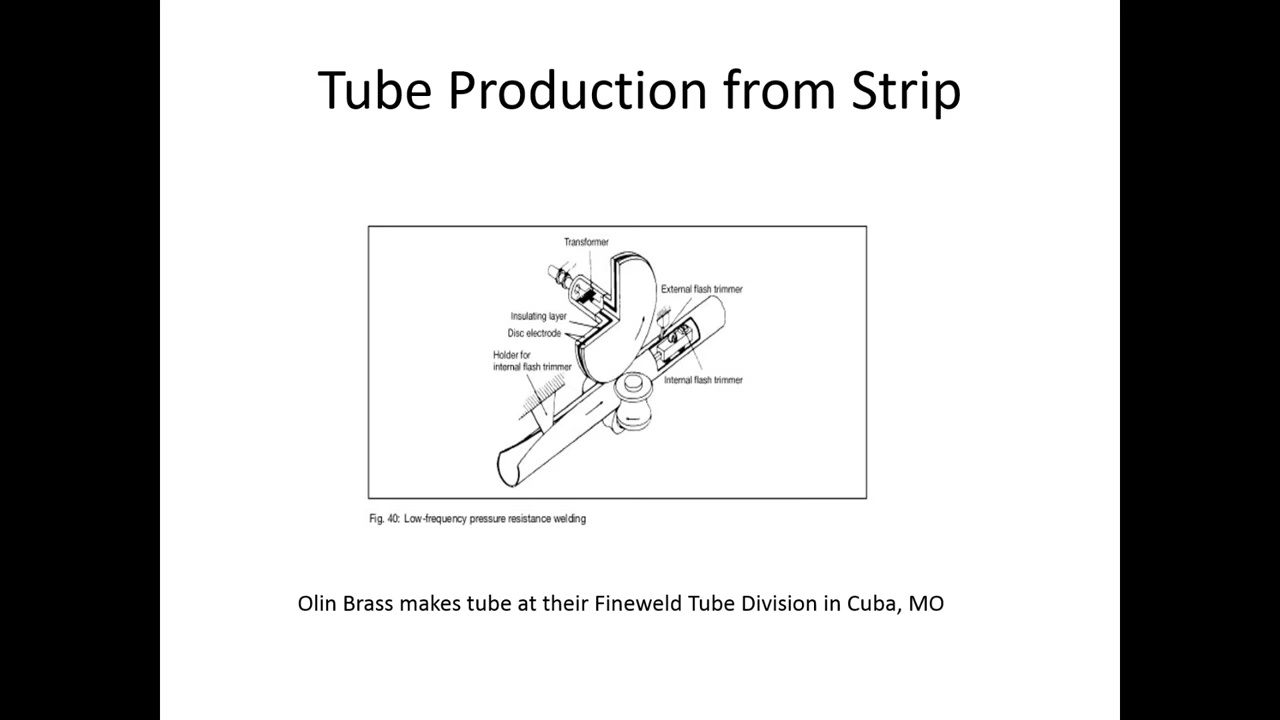 Tube Production from Strip
Transformer
External flash trimmer
Insulating layer
Disc electrode
Holder for
internal flash trimmer
Internal flash trimmer
Fig. 40: Low-frequency pressure resistance welding
Olin Brass makes tube at their Fineweld Tube Division in Cuba, MO